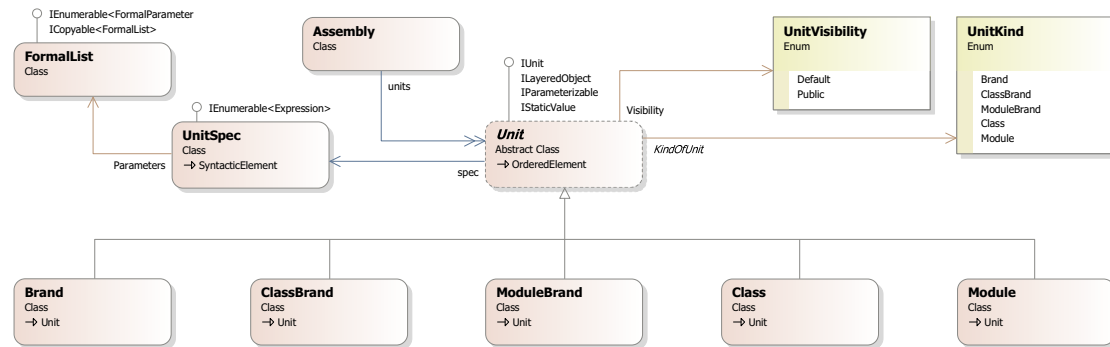 IEnumerable<FormalParameter
ICopyable<FormalList>
FormalList
Class
Assembly
Class
units
IUnit
ILayeredObject
IParameterizable
IStaticValue
UnitVisibility
Enum
Default
Public
UnitKind
Enum
Brand
ClassBrand
ModuleBrand
Class
Module
Visibility
IEnumerable<Expression>
UnitSpec
Class
SyntacticElement
Parameters
Unit
Abstract Class
OrderedElement
spec
KindOfUnit
Brand
Class
Unit
ClassBrand
Class
Unit
ModuleBrand
Class
Unit
Class
Class
Unit
Module
Class
Unit